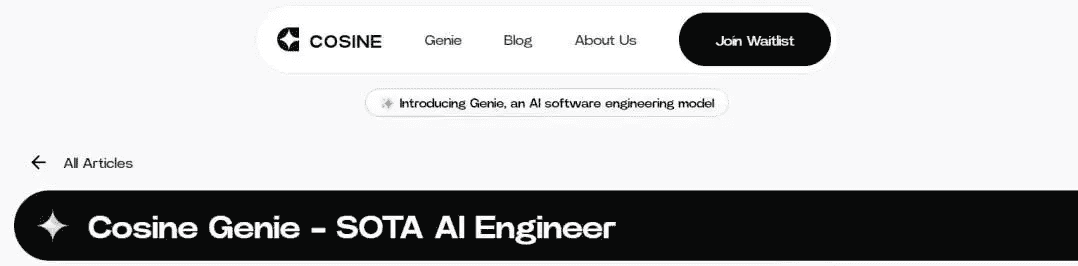 COSINE Genie Blog About Us Join Waitlist
Introducing Genie, an AI software engineering model
All Articles
Cosine Genie - SOTA AI Engineer